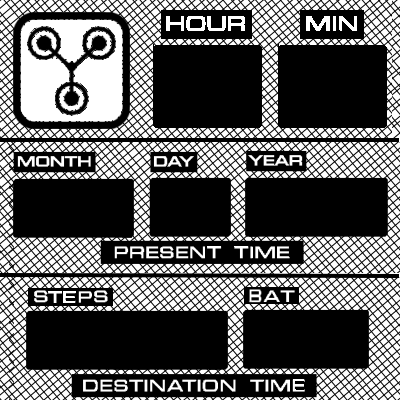 HOUR MIN
MONTH DAY YEAR
PRESENT TIME
STEPS BAT
DESTINATION TIME